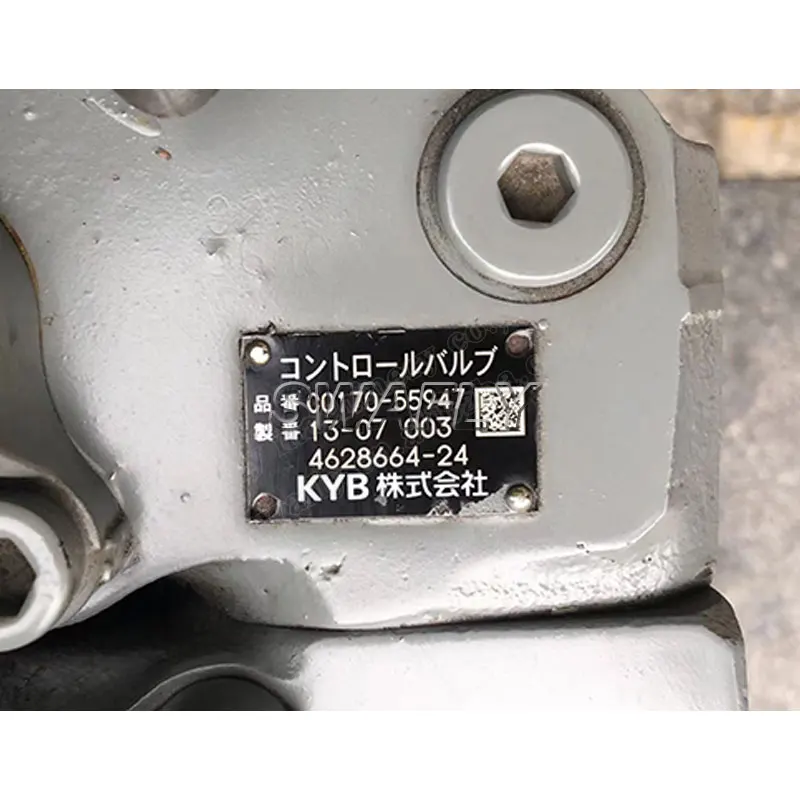 コントロールバルブ
品番 C0170-55947
製番 13-07 003
4628664-24
KYB 株式会社